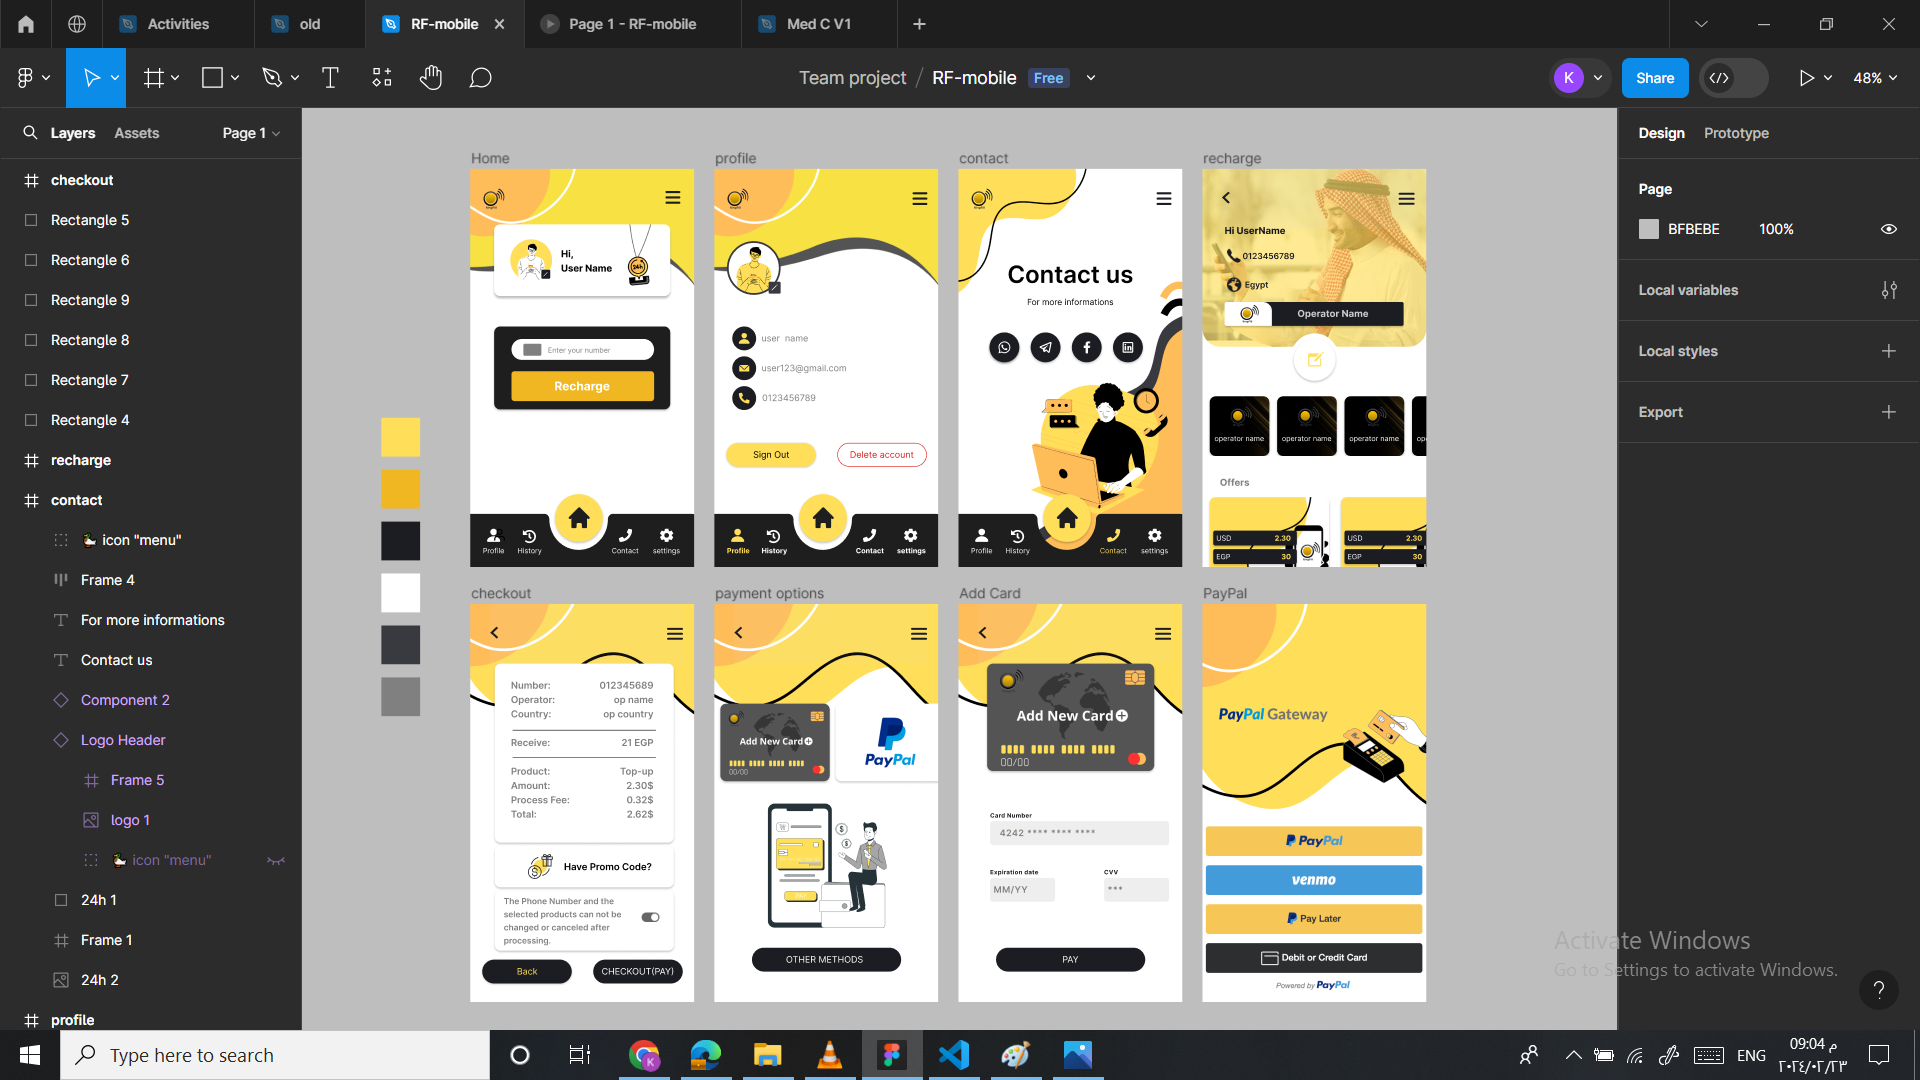 Activities
old
RF-mobile
Page 1 - RF-mobile
Med C V1
Team project / RF-mobile Free
K
Share
48%
Layers Assets Page 1
checkout
Rectangle 5
Rectangle 6
Rectangle 9
Rectangle 8
Rectangle 7
Rectangle 4
recharge
contact
icon "menu"
Frame 4
For more informations
Contact us
Component 2
Logo Header
Frame 5
logo 1
icon "menu"
24h 1
Frame 1
24h 2
profile
Home
Hi,
User Name
24h
Enter your number
Recharge
Profile History Contact settings
profile
user name
user123@gmail.com
0123456789
Sign Out Delete account
Profile History Contact settings
contact
Contact us
For more informations
Profile History Contact settings
recharge
Hi UserName
0123456789
Egypt
Operator Name
operator name operator name operator name op
Offers
USD 2.30 USD 2.30
EGP 30 EGP 30
checkout
Number: 012345689
Operator: op name
Country: op country
Receive: 21 EGP
Product: Top-up
Amount: 2.30$
Process Fee: 0.32$
Total: 2.62$
Have Promo Code?
The Phone Number and the
selected products can not be
changed or canceled after
processing.
Back CHECKOUT(PAY)
payment options
Add New Card
00/00
PayPal
OTHER METHODS
Add Card
Add New Card
00/00
Card Number
4242 **** **** ****
Expiration date CVV
MM/YY ***
PAY
PayPal
PayPal Gateway
PayPal
venmo
Pay Later
Debit or Credit Card
Powered by PayPal
Design Prototype
Page
BFBEBE 100%
Local variables
Local styles
Export
Activate Windows
Go to Settings to activate Windows.
?
Type here to search
K
ENG
09:04 م
٢٠٢٤/٠٢/٢٣